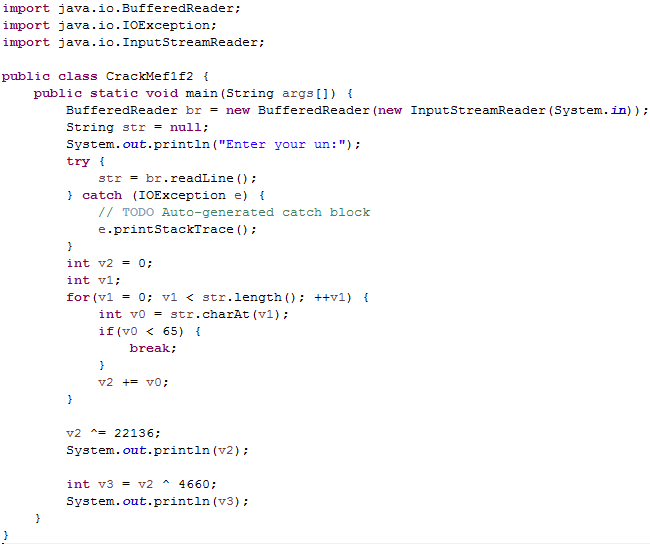 import java.io.BufferedReader;
import java.io.IOException;
import java.io.InputStreamReader;

public class CrackMef1f2 {
    public static void main(String args[]) {
        BufferedReader br = new BufferedReader(new InputStreamReader(System.in));
        String str = null;
        System.out.println("Enter your un:");
        try {
            str = br.readLine();
        } catch (IOException e) {
            // TODO Auto-generated catch block
            e.printStackTrace();
        }
        int v2 = 0;
        int v1;
        for(v1 = 0; v1 < str.length(); ++v1) {
            int v0 = str.charAt(v1);
            if(v0 < 65) {
                break;
            }
            v2 += v0;
        }

        v2 ^= 22136;
        System.out.println(v2);

        int v3 = v2 ^ 4660;
        System.out.println(v3);
    }
}